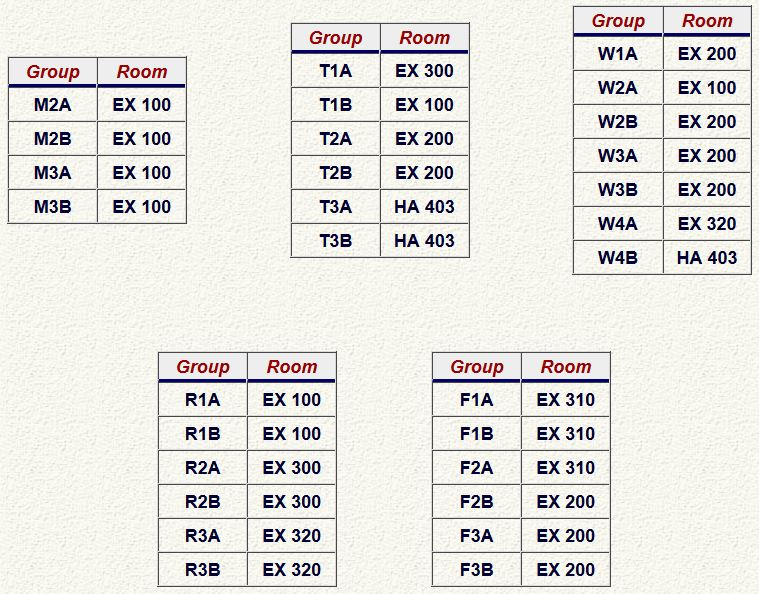 Group Room
M2A EX 100
M2B EX 100
M3A EX 100
M3B EX 100
Group Room
T1A EX 300
T1B EX 100
T2A EX 200
T2B EX 200
T3A HA 403
T3B HA 403
Group Room
W1A EX 200
W2A EX 100
W2B EX 200
W3A EX 200
W3B EX 200
W4A EX 320
W4B HA 403
Group Room
R1A EX 100
R1B EX 100
R2A EX 300
R2B EX 300
R3A EX 320
R3B EX 320
Group Room
F1A EX 310
F1B EX 310
F2A EX 310
F2B EX 200
F3A EX 200
F3B EX 200